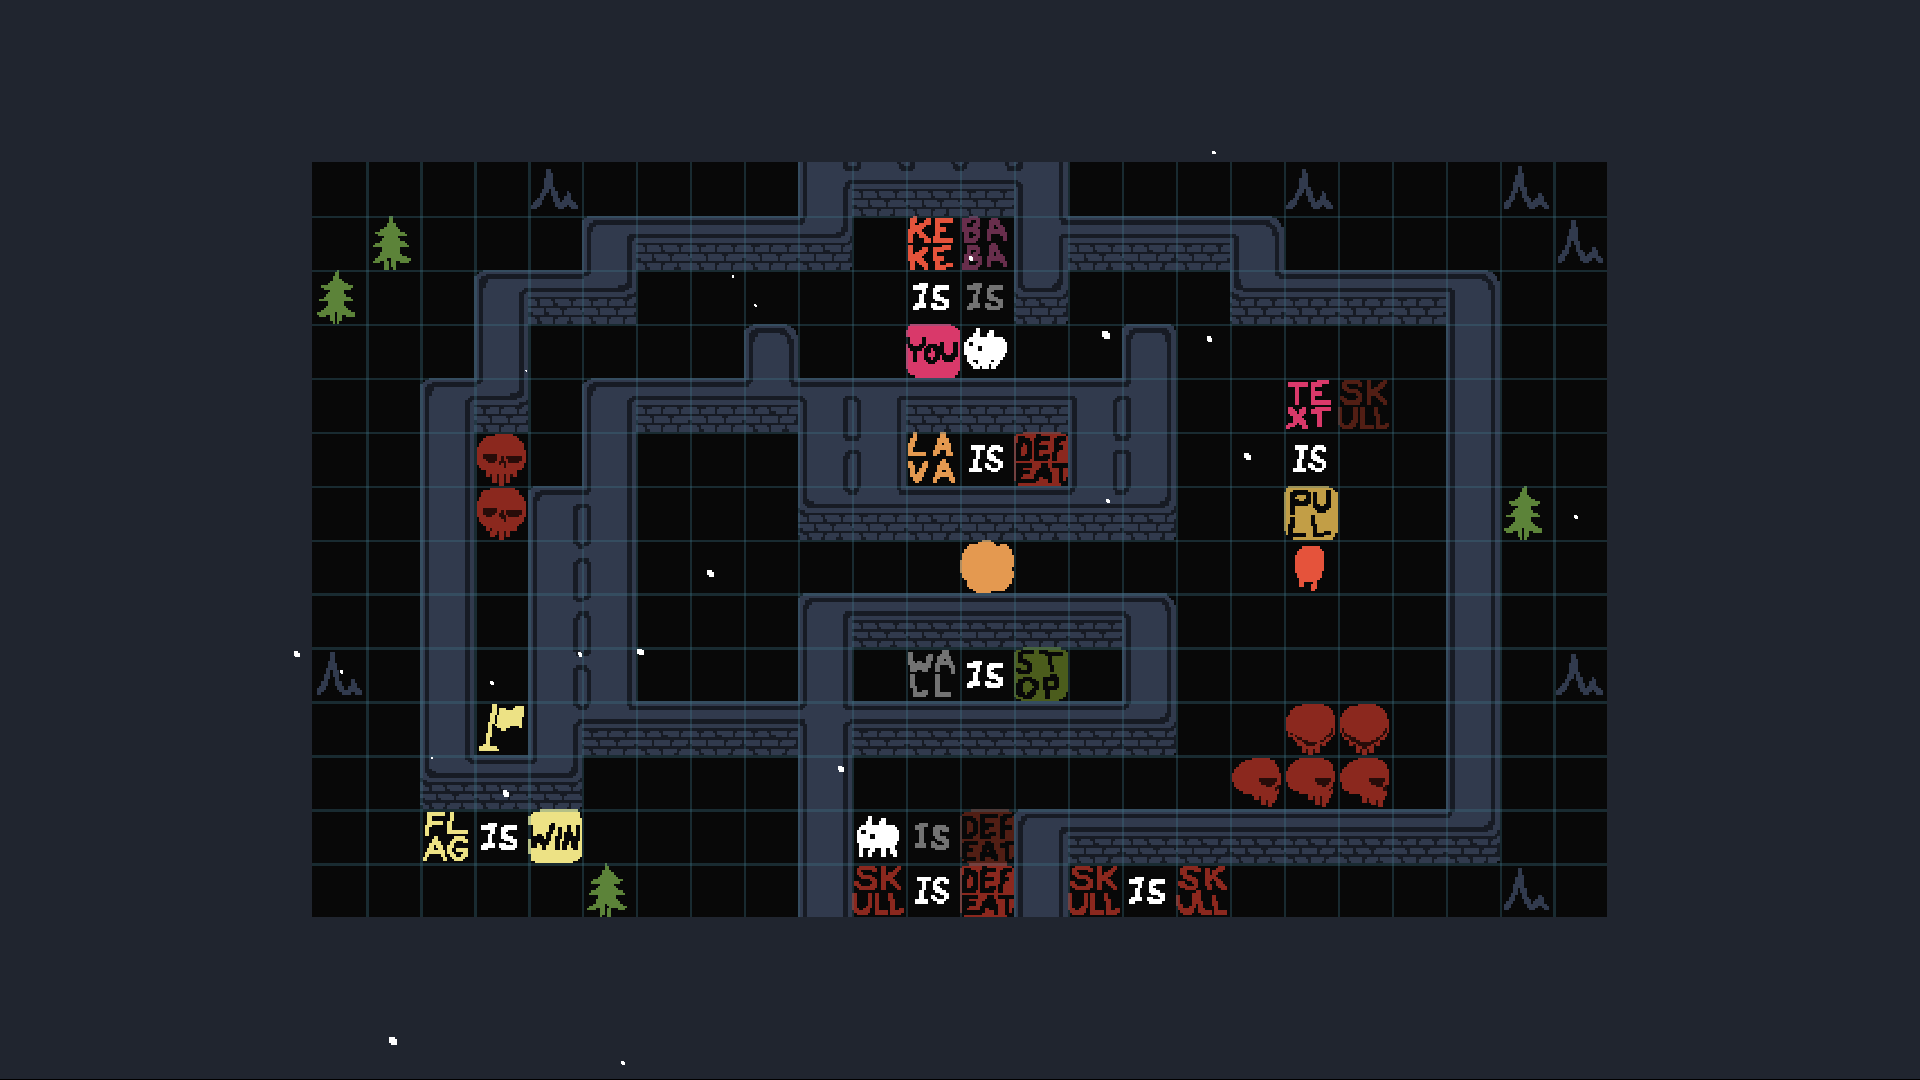 KEKE BABA
IS IS
YOU
TEXT SKULL
LAVA IS DEFEAT
IS
PULL
WALL IS STOP
FLAG IS WIN
IS DEFEAT
SKULL IS DEFEAT
SKULL IS SKULL